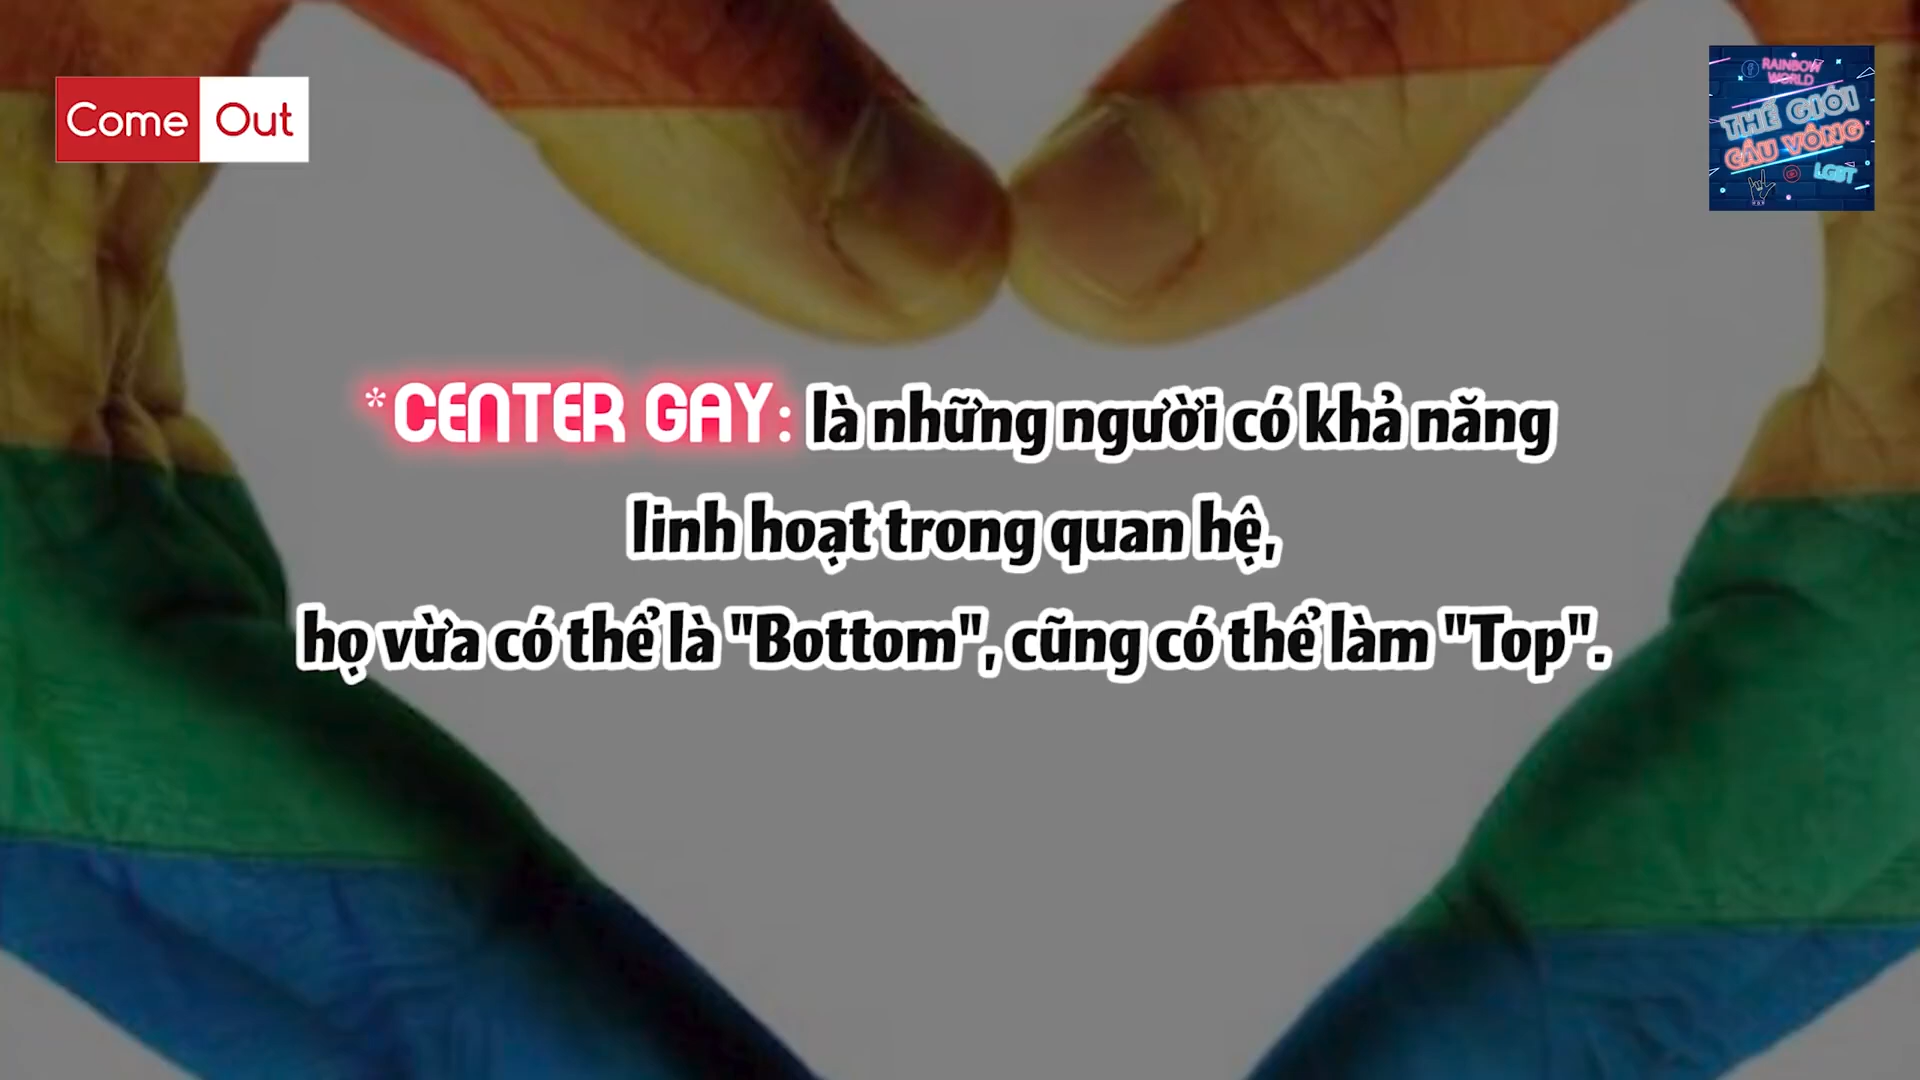 Come Out
RAINBOW
WORLD
THẾ GIỚI
CẦU VỒNG
LGBT
*CENTER GAY: là những người có khả năng
linh hoạt trong quan hệ,
họ vừa có thể là "Bottom", cũng có thể làm "Top".